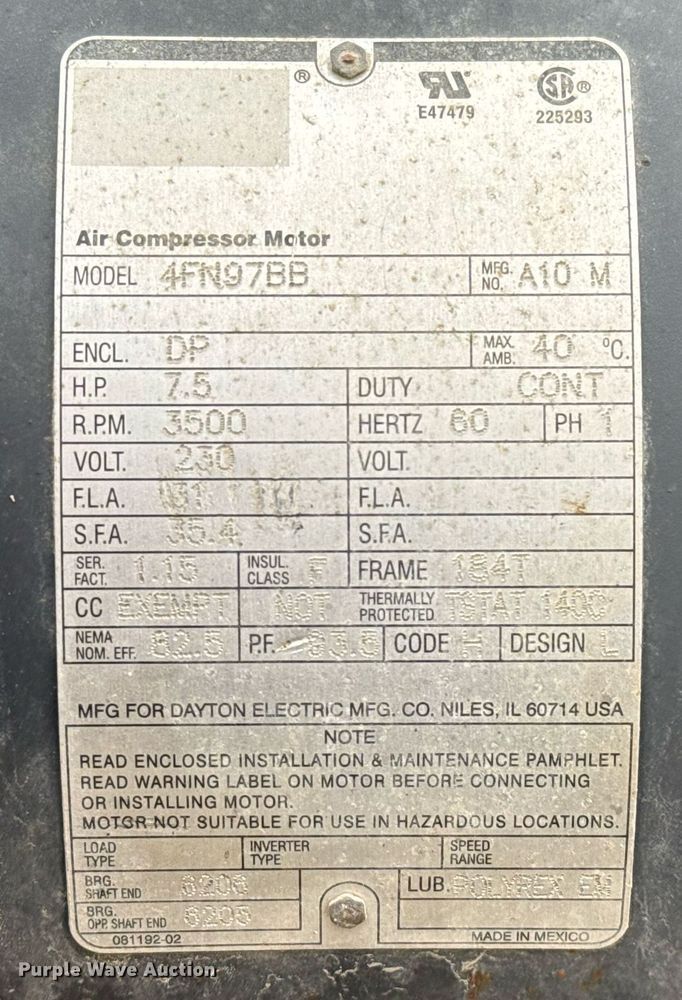 ®
E47479
® 225293
Air Compressor Motor
MODEL 4FN97BB MFG. NO. A10 M
ENCL. DP MAX. AMB. 40 °C.
H.P. 7.5 DUTY CONT
R.P.M. 3500 HERTZ 60 PH 1
VOLT. 230 VOLT.
F.L.A. 31 F.L.A.
S.F.A. 35.4 S.F.A.
SER. FACT. 1.15 INSUL. CLASS F FRAME 184T
CC EXEMPT NOT THERMALLY PROTECTED TSTAT 140C
NEMA NOM. EFF. 82.5 P.F. CODE H DESIGN L
MFG FOR DAYTON ELECTRIC MFG. CO. NILES, IL 60714 USA
NOTE
READ ENCLOSED INSTALLATION & MAINTENANCE PAMPHLET.
READ WARNING LABEL ON MOTOR BEFORE CONNECTING
OR INSTALLING MOTOR.
MOTOR NOT SUITABLE FOR USE IN HAZARDOUS LOCATIONS.
LOAD TYPE INVERTER TYPE SPEED RANGE
BRG. SHAFT END 6206 LUB. POLYREX EM
BRG. OPP. SHAFT END 6205
081192-02 MADE IN MEXICO
Purple Wave Auction